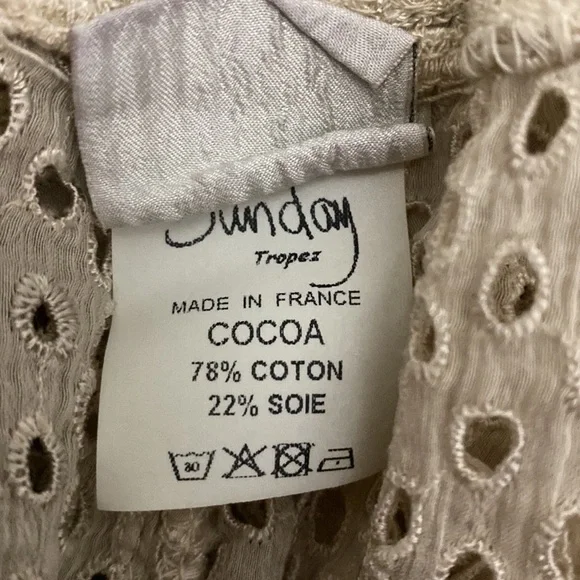 Sunday
Tropez
MADE IN FRANCE
COCOA
78% COTON
22% SOIE
30